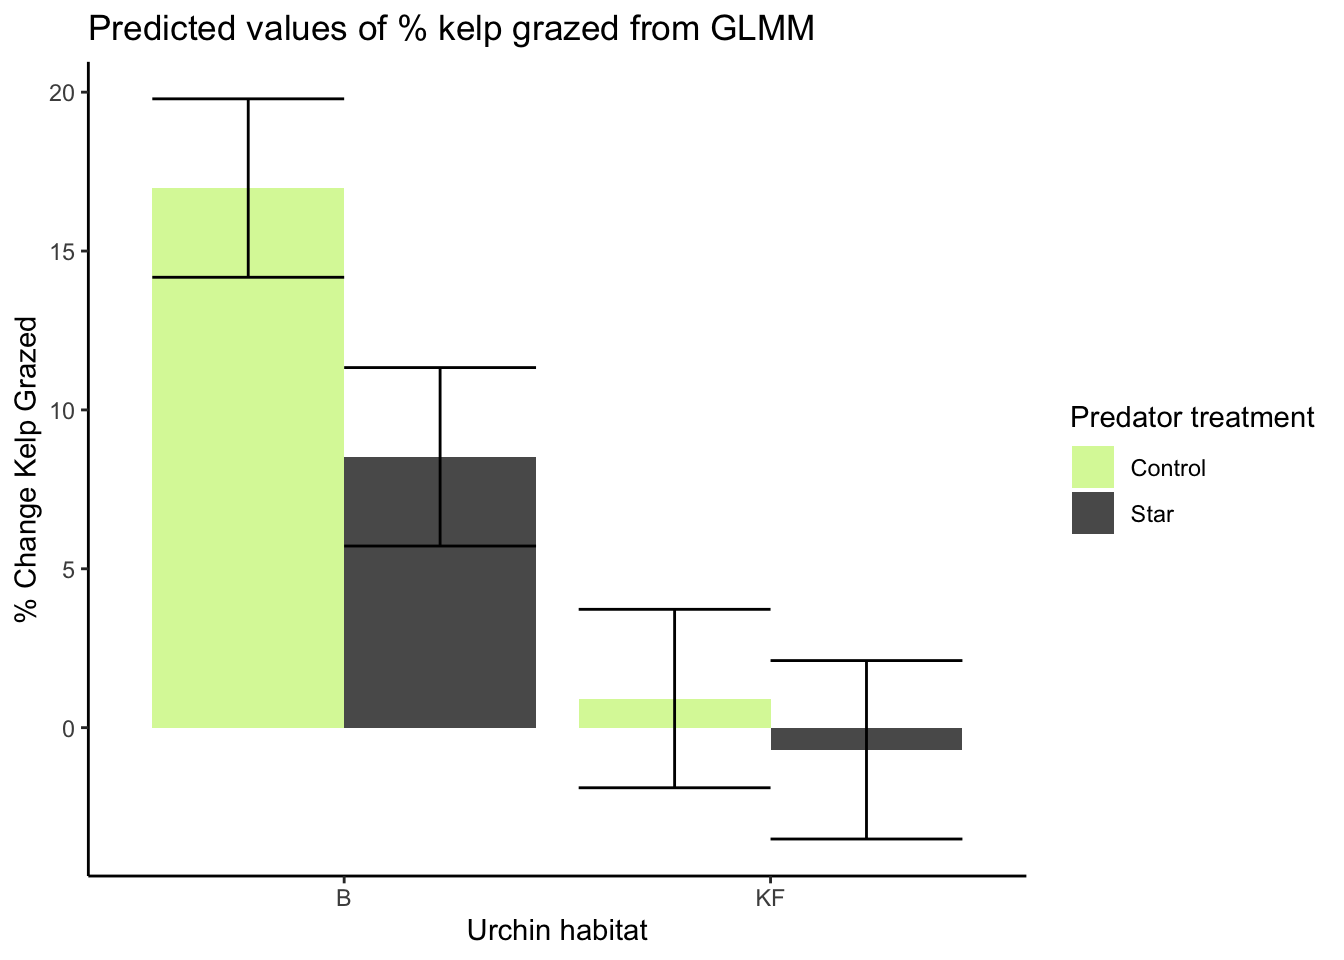 Predicted values of % kelp grazed from GLMM
% Change Kelp Grazed
20
15
10
5
0
B
KF
Urchin habitat
Predator treatment
Control
Star